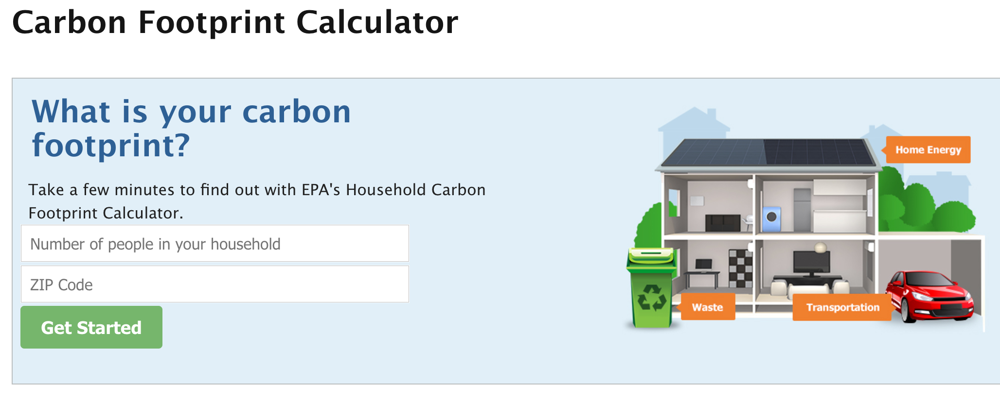 Carbon Footprint Calculator
What is your carbon
footprint?
Take a few minutes to find out with EPA's Household Carbon
Footprint Calculator.
Number of people in your household
ZIP Code
Get Started
Home Energy
Waste
Transportation